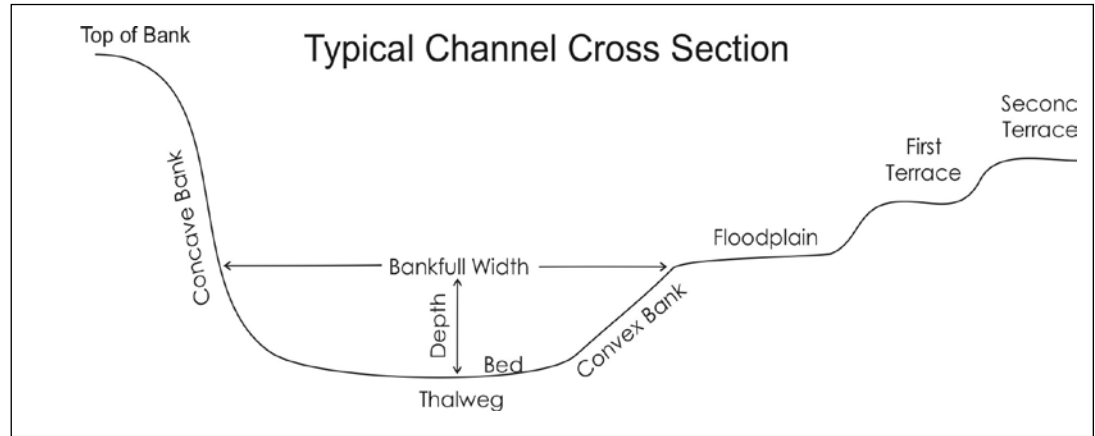 Top of Bank
Typical Channel Cross Section
Second
Terrace
First
Terrace
Concave Bank
Floodplain
Bankfull Width
Depth
Convex Bank
Bed
Thalweg